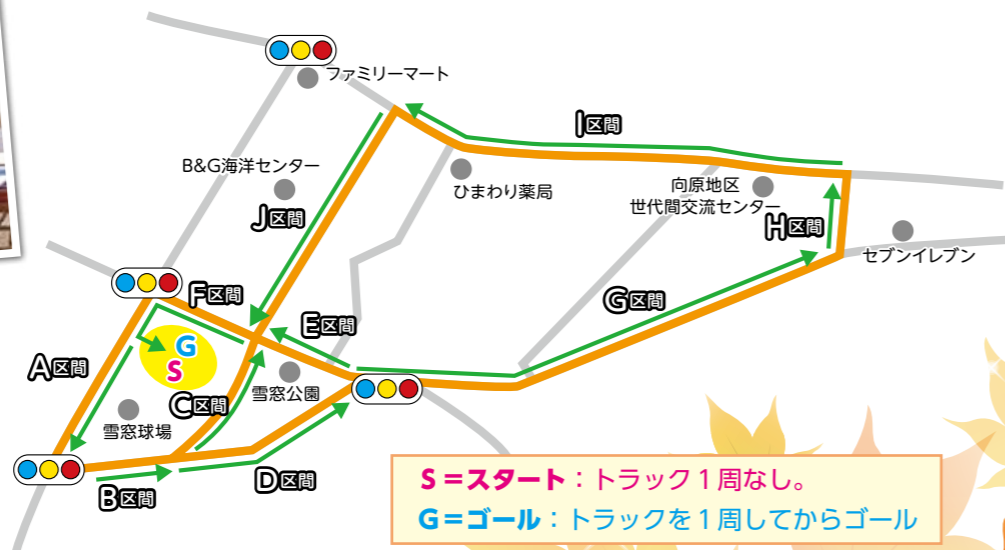 ファミリーマート
I区間
B&G海洋センター
ひまわり薬局
向原地区
世代間交流センター
J区間
H区間
セブンイレブン
F区間
G区間
E区間
G
S
A区間
雪窓公園
C区間
雪窓球場
D区間
B区間
S=スタート：トラック1周なし。
G=ゴール：トラックを1周してからゴール